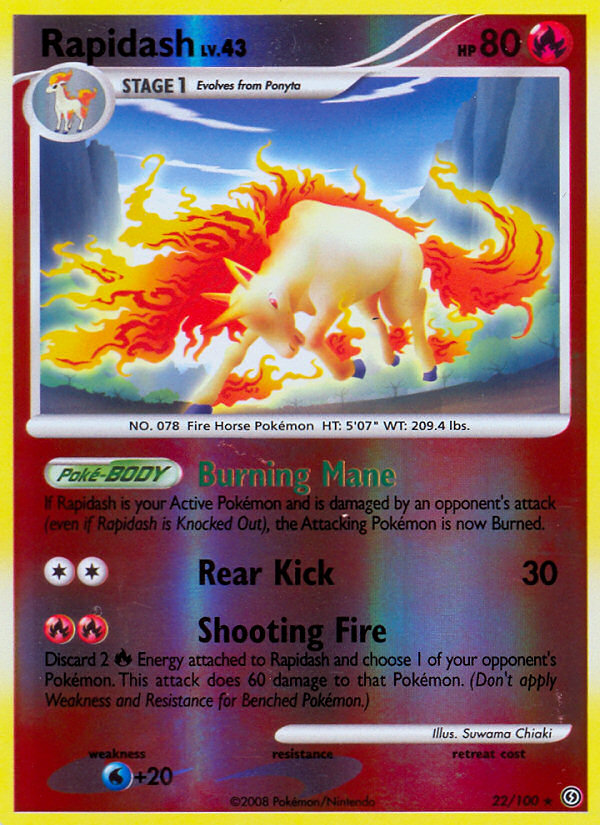 Rapidash LV.43
HP 80
STAGE 1 Evolves from Ponyta
NO. 078 Fire Horse Pokémon HT: 5'07" WT: 209.4 lbs.
Poké-BODY Burning Mane
If Rapidash is your Active Pokémon and is damaged by an opponent's attack
(even if Rapidash is Knocked Out), the Attacking Pokémon is now Burned.
Rear Kick 30
Shooting Fire
Discard 2 Energy attached to Rapidash and choose 1 of your opponent's
Pokémon. This attack does 60 damage to that Pokémon. (Don't apply
Weakness and Resistance for Benched Pokémon.)
Illus. Suwama Chiaki
weakness resistance retreat cost
+20
©2008 Pokémon/Nintendo 22/100